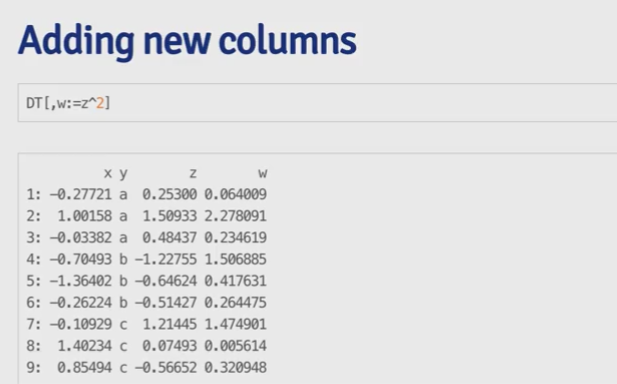 Adding new columns
DT[,w:=z^2]
x y z w
1: -0.27721 a 0.25300 0.064009
2: 1.00158 a 1.50933 2.278091
3: -0.03382 a 0.48437 0.234619
4: -0.70493 b -1.22755 1.506885
5: -1.36402 b -0.64624 0.417631
6: -0.26224 b -0.51427 0.264475
7: -0.10929 c 1.21445 1.474901
8: 1.40234 c 0.07493 0.005614
9: 0.85494 c -0.56652 0.320948